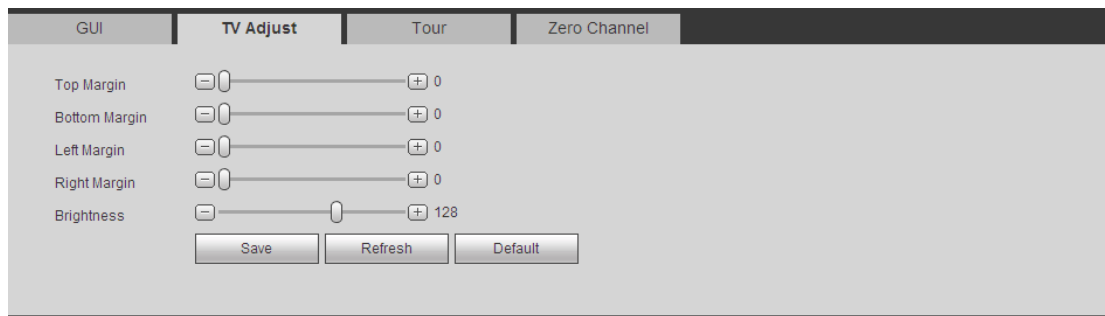 GUI TV Adjust Tour Zero Channel
Top Margin 0
Bottom Margin 0
Left Margin 0
Right Margin 0
Brightness 128
Save Refresh Default